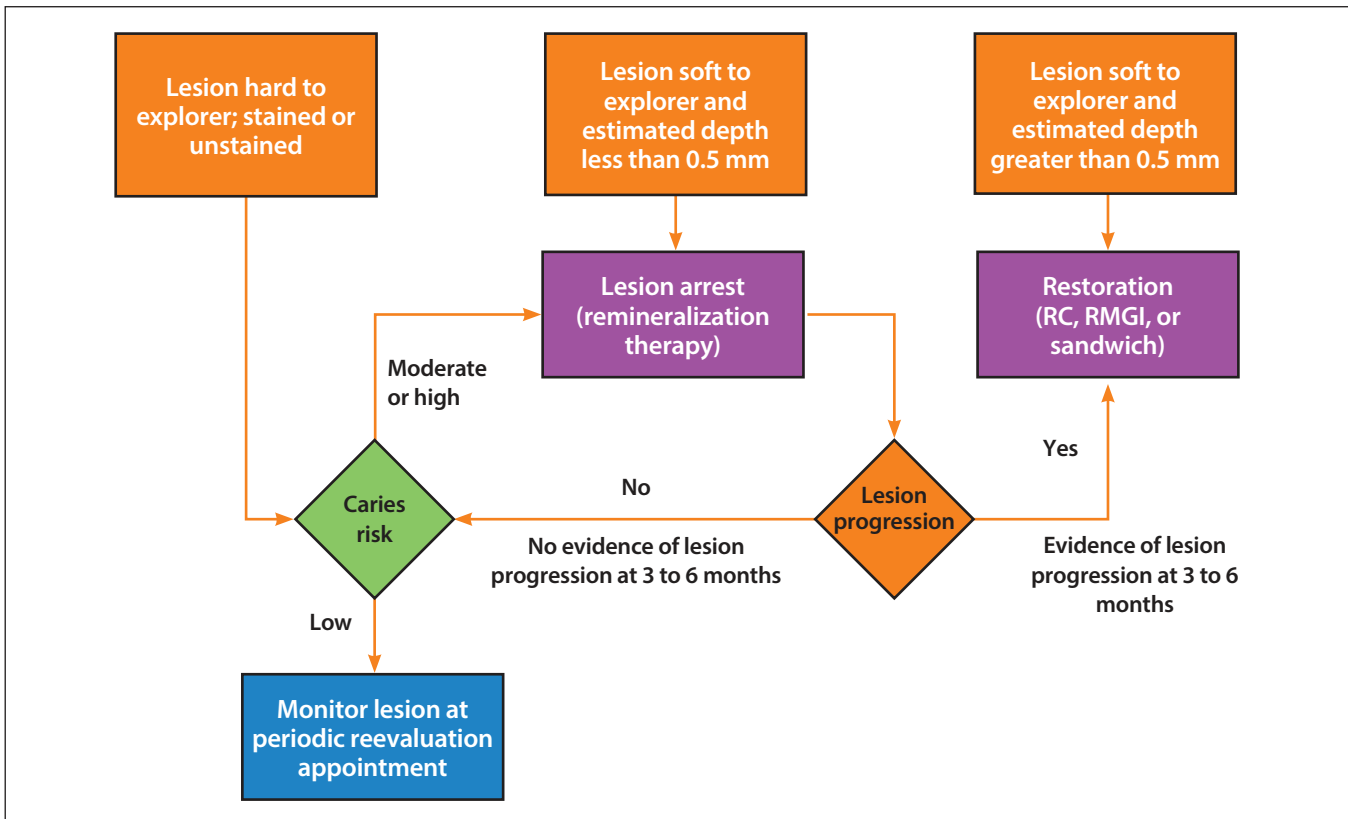 Lesion hard to
explorer; stained or
unstained
Lesion soft to
explorer and
estimated depth
less than 0.5 mm
Lesion soft to
explorer and
estimated depth
greater than 0.5 mm
Lesion arrest
(remineralization
therapy)
Restoration
(RC, RMGI, or
sandwich)
Moderate
or high
Caries
risk
No
No evidence of lesion
progression at 3 to 6 months
Lesion
progression
Yes
Evidence of lesion
progression at 3 to 6
months
Low
Monitor lesion at
periodic reevaluation
appointment